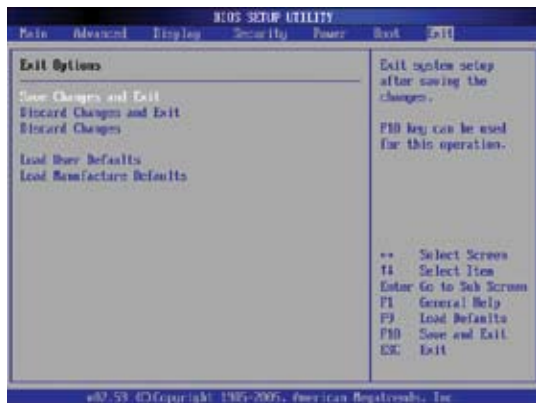 BIOS SETUP UTILITY
Main Advanced Display Security Power Boot Exit
Exit Options
Save Changes and Exit
Discard Changes and Exit
Discard Changes
Load User Defaults
Load Manufacture Defaults
Exit system setup
after saving the
changes.
F10 key can be used
for this operation.
↔ Select Screen
↑↓ Select Item
Enter Go to Sub Screen
F1 General Help
F9 Load Defaults
F10 Save and Exit
ESC Exit
v02.59 (C)Copyright 1985-2005, American Megatrends, Inc